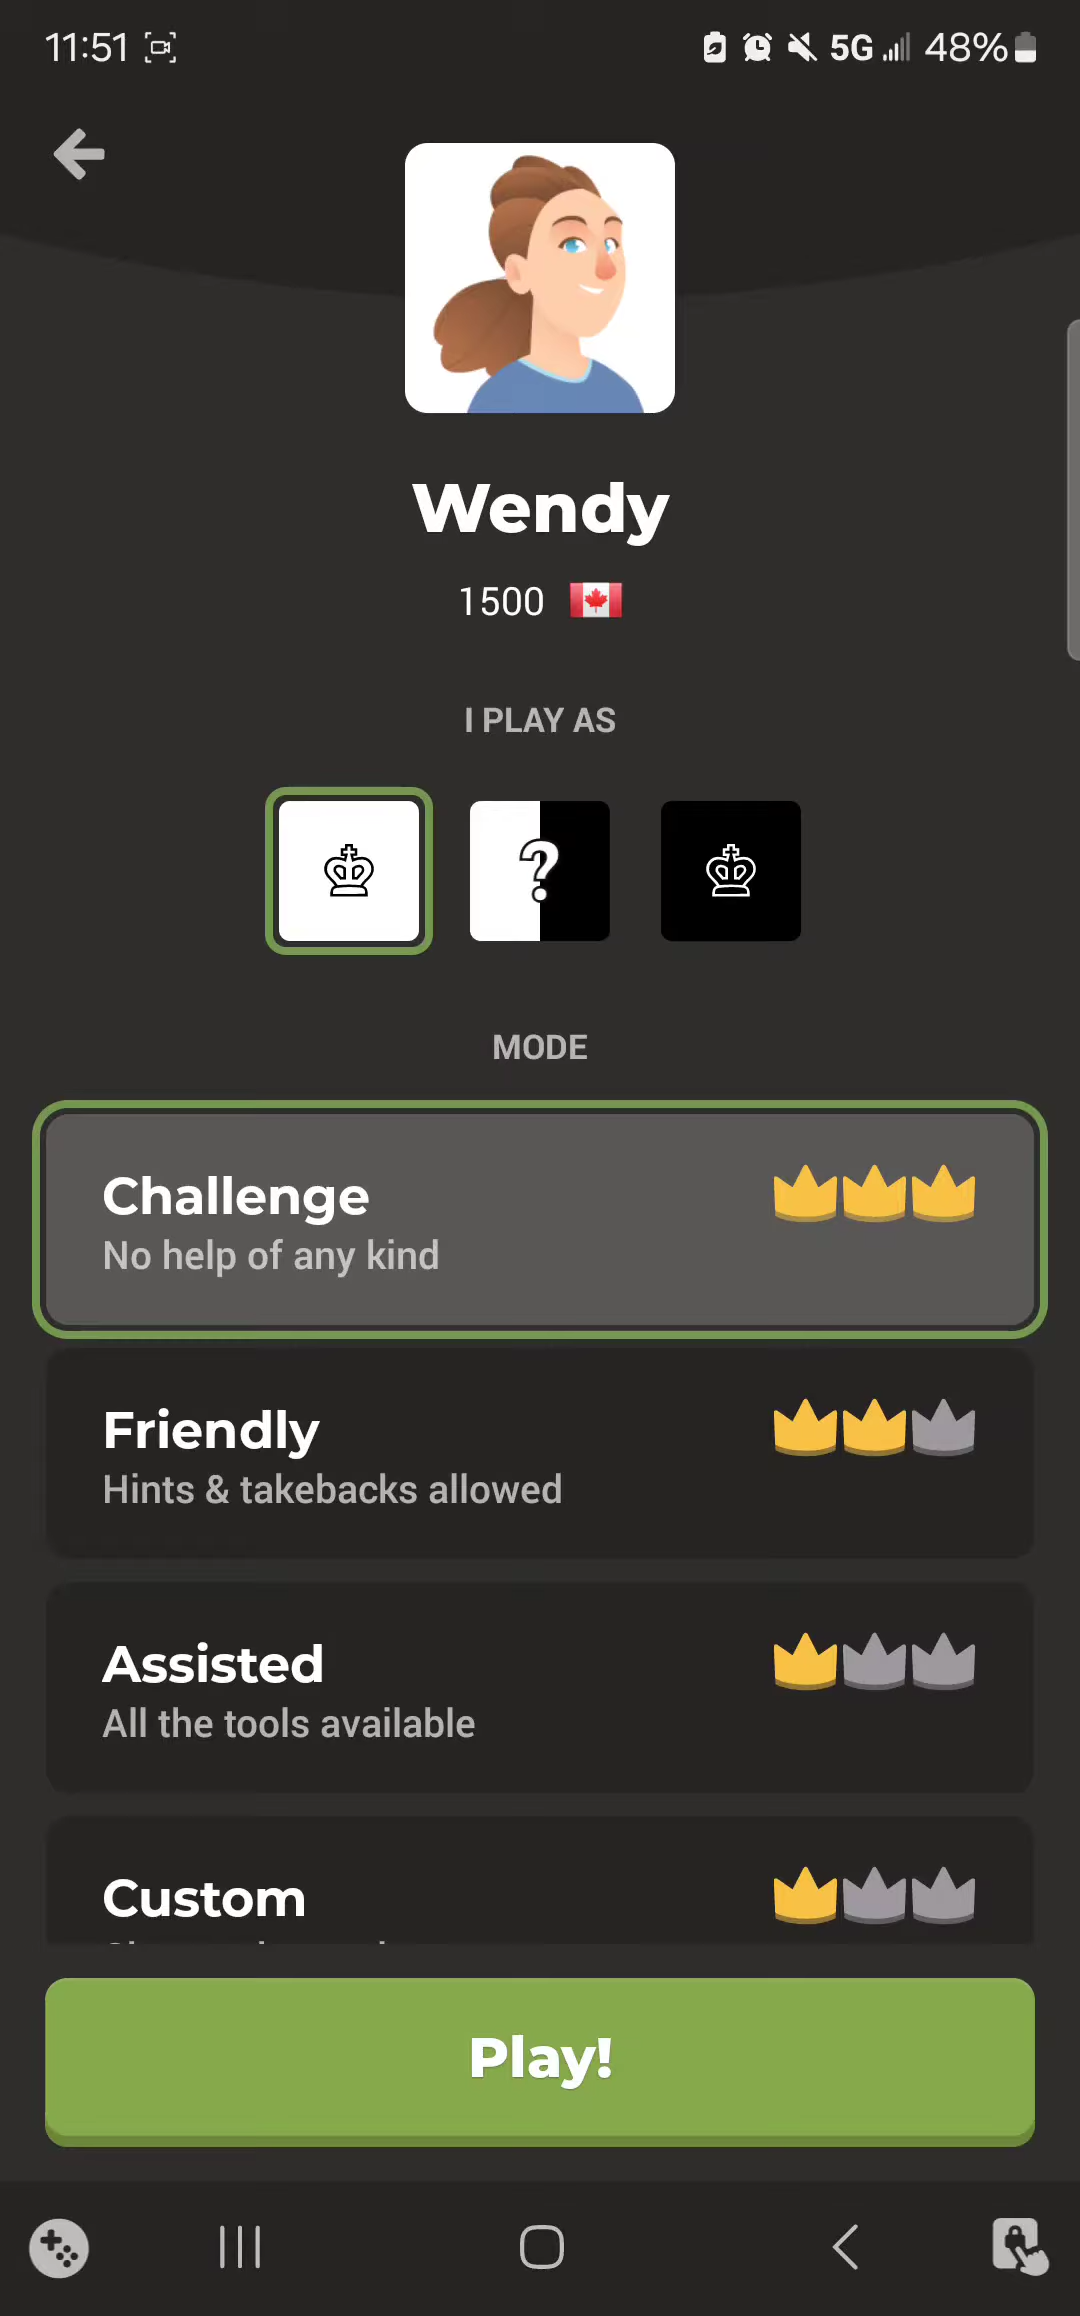 11:51 5G 48%
Wendy
1500
I PLAY AS
?
MODE
Challenge
No help of any kind
Friendly
Hints & takebacks allowed
Assisted
All the tools available
Custom
Play!